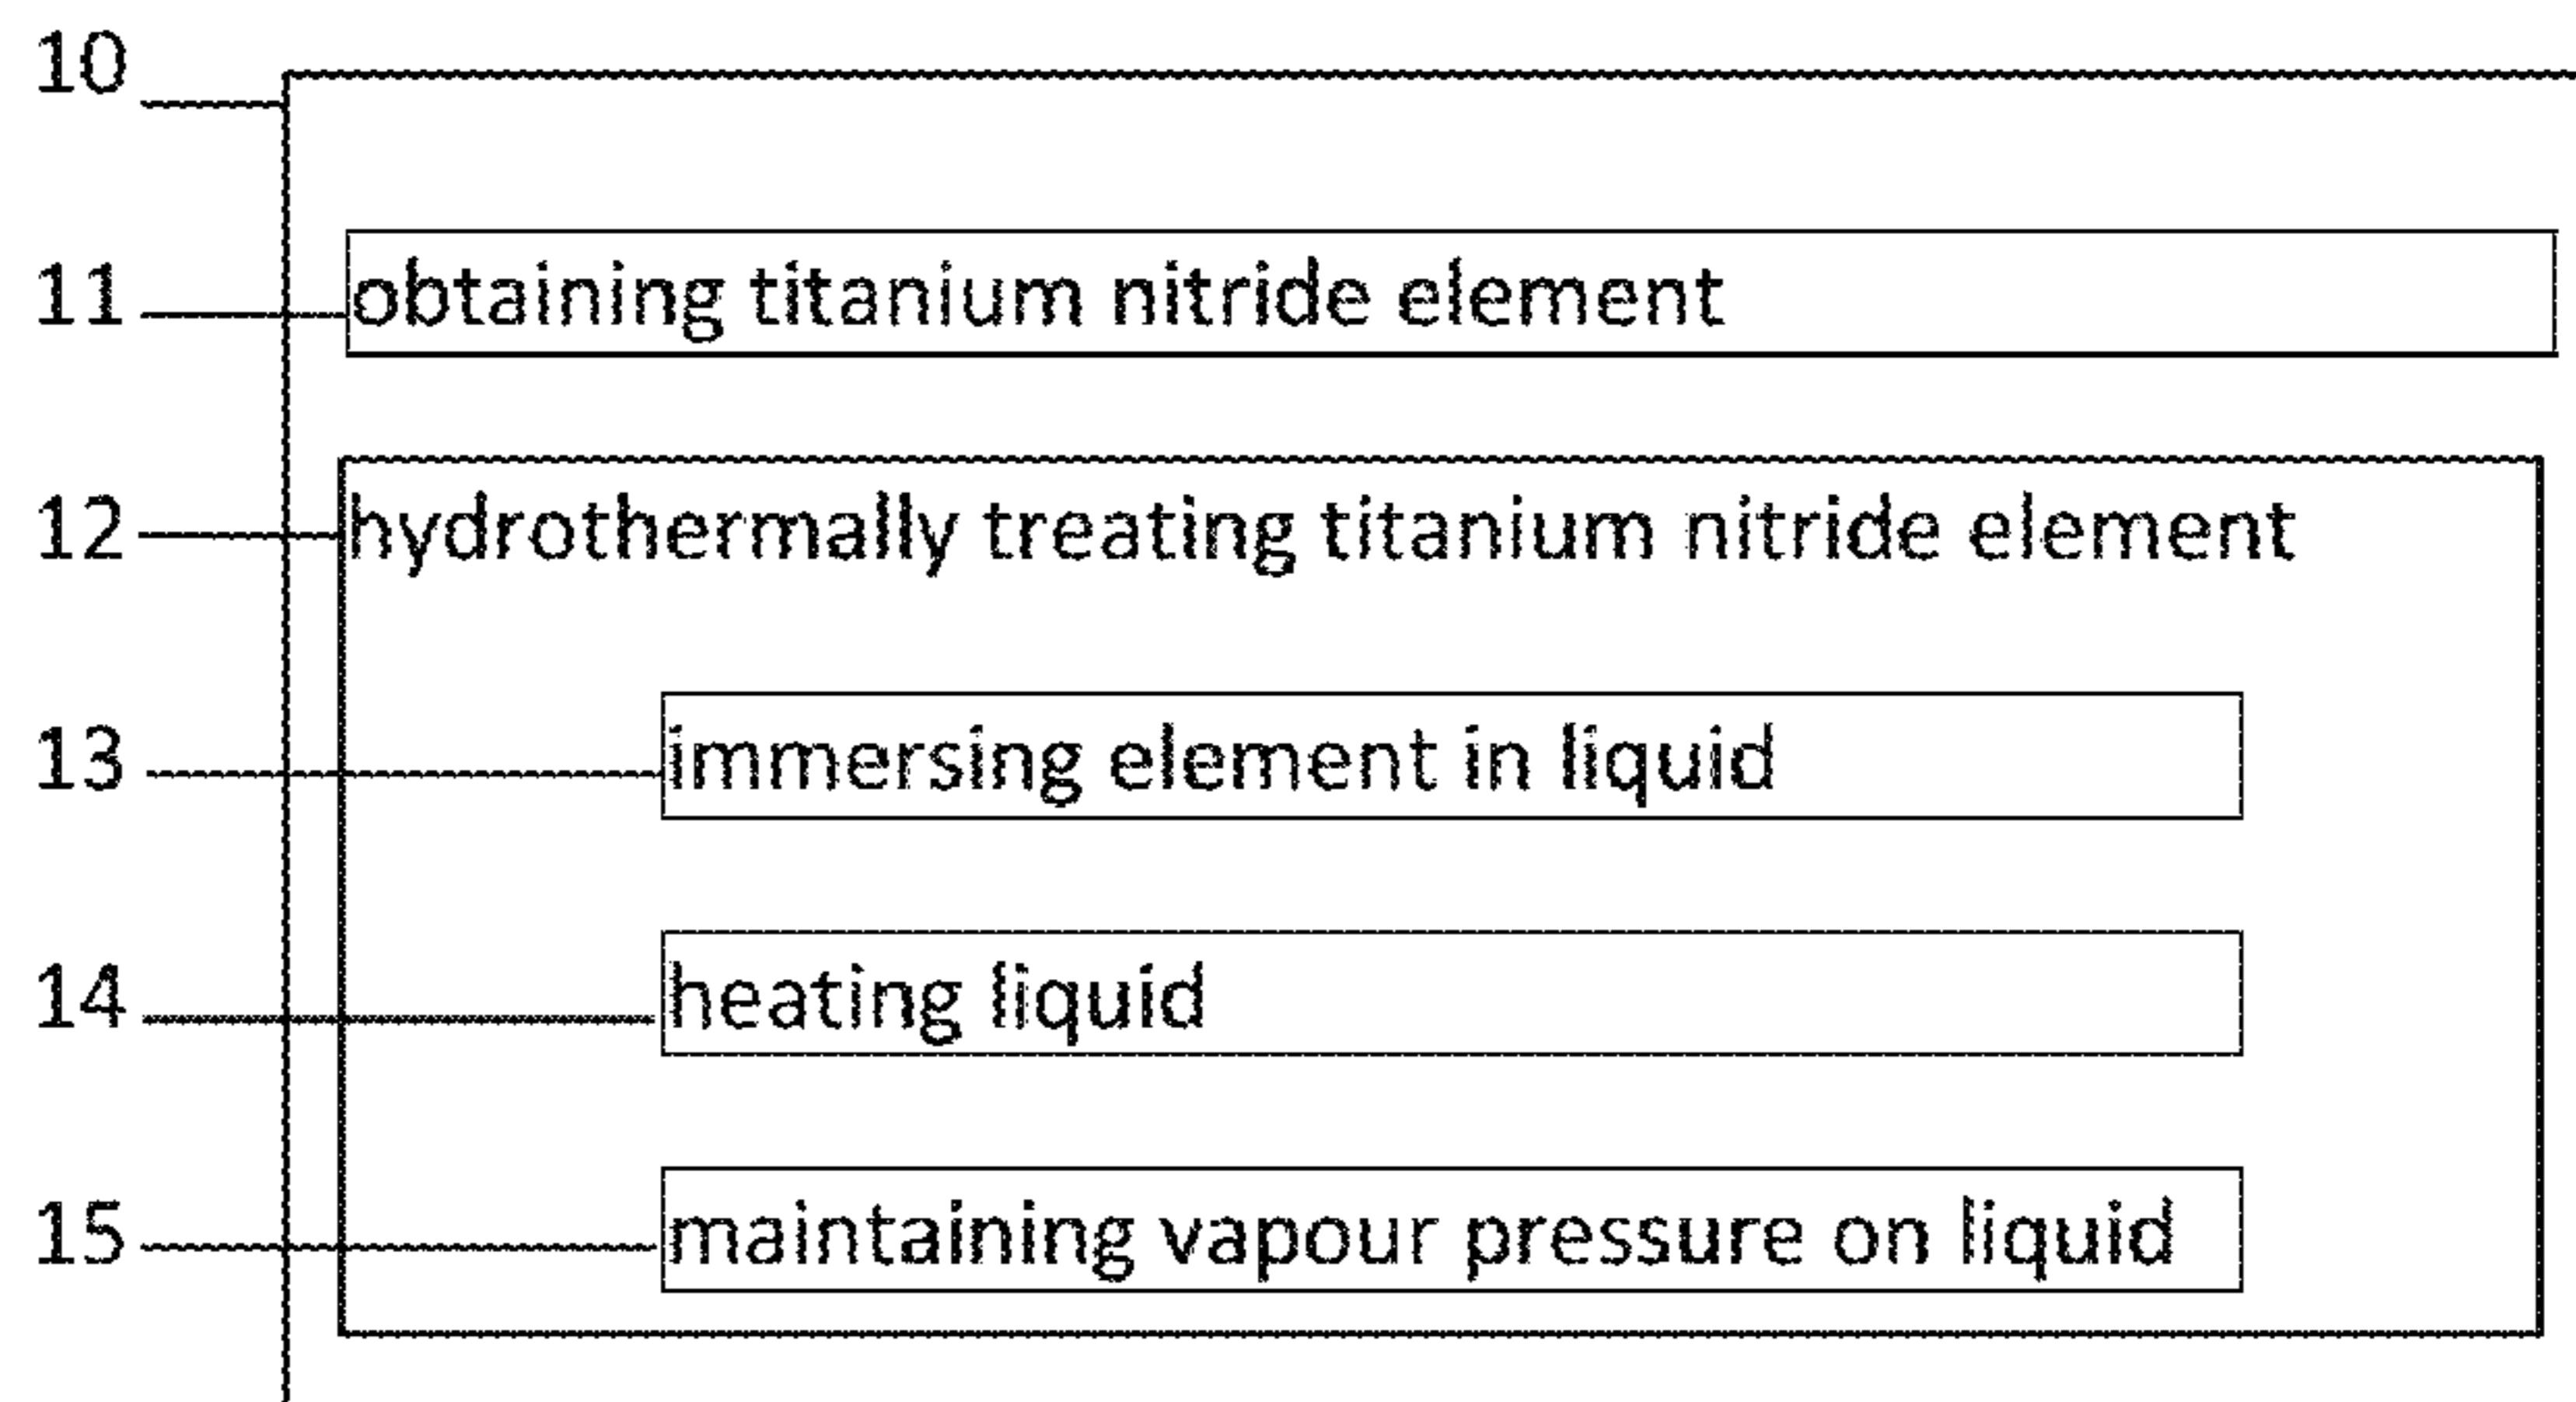 10
11 obtaining titanium nitride element
12 hydrothermally treating titanium nitride element
13 immersing element in liquid
14 heating liquid
15 maintaining vapour pressure on liquid